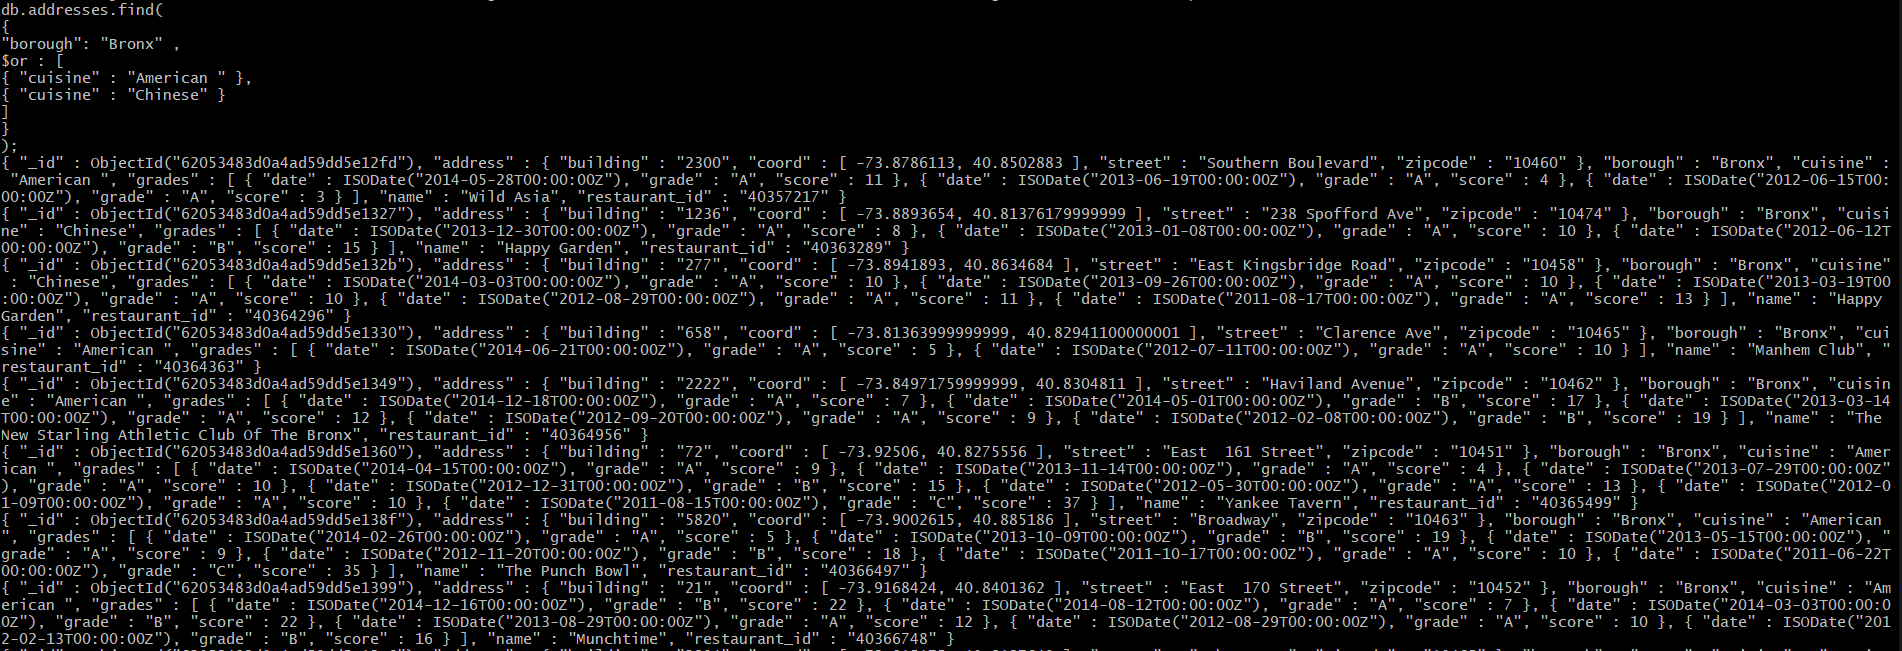 db.addresses.find(
{
"borough": "Bronx" ,
$or : [
{ "cuisine" : "American " },
{ "cuisine" : "Chinese" }
]
}
);
{ "_id" : ObjectId("62053483d0a4ad59dd5e12fd"), "address" : { "building" : "2300", "coord" : [ -73.8786113, 40.8502883 ], "street" : "Southern Boulevard", "zipcode" : "10460" }, "borough" : "Bronx", "cuisine" :
"American ", "grades" : [ { "date" : ISODate("2014-05-28T00:00:00Z"), "grade" : "A", "score" : 11 }, { "date" : ISODate("2013-06-19T00:00:00Z"), "grade" : "A", "score" : 4 }, { "date" : ISODate("2012-06-15T00:
00:00Z"), "grade" : "A", "score" : 3 } ], "name" : "Wild Asia", "restaurant_id" : "40357217" }
{ "_id" : ObjectId("62053483d0a4ad59dd5e1327"), "address" : { "building" : "1236", "coord" : [ -73.8893654, 40.81376179999999 ], "street" : "238 Spofford Ave", "zipcode" : "10474" }, "borough" : "Bronx", "cuisi
ne" : "Chinese", "grades" : [ { "date" : ISODate("2013-12-30T00:00:00Z"), "grade" : "A", "score" : 8 }, { "date" : ISODate("2013-01-08T00:00:00Z"), "grade" : "A", "score" : 10 }, { "date" : ISODate("2012-06-12T
00:00:00Z"), "grade" : "B", "score" : 15 } ], "name" : "Happy Garden", "restaurant_id" : "40363289" }
{ "_id" : ObjectId("62053483d0a4ad59dd5e132b"), "address" : { "building" : "277", "coord" : [ -73.8941893, 40.8634684 ], "street" : "East Kingsbridge Road", "zipcode" : "10458" }, "borough" : "Bronx", "cuisine"
: "Chinese", "grades" : [ { "date" : ISODate("2014-03-03T00:00:00Z"), "grade" : "A", "score" : 10 }, { "date" : ISODate("2013-09-26T00:00:00Z"), "grade" : "A", "score" : 10 }, { "date" : ISODate("2013-03-19T00
:00:00Z"), "grade" : "A", "score" : 10 }, { "date" : ISODate("2012-08-29T00:00:00Z"), "grade" : "A", "score" : 11 }, { "date" : ISODate("2011-08-17T00:00:00Z"), "grade" : "A", "score" : 13 } ], "name" : "Happy
Garden", "restaurant_id" : "40364296" }
{ "_id" : ObjectId("62053483d0a4ad59dd5e1330"), "address" : { "building" : "658", "coord" : [ -73.81363999999999, 40.82941100000001 ], "street" : "Clarence Ave", "zipcode" : "10465" }, "borough" : "Bronx", "cui
sine" : "American ", "grades" : [ { "date" : ISODate("2014-06-21T00:00:00Z"), "grade" : "A", "score" : 5 }, { "date" : ISODate("2012-07-11T00:00:00Z"), "grade" : "A", "score" : 10 } ], "name" : "Manhem Club", "
restaurant_id" : "40364363" }
{ "_id" : ObjectId("62053483d0a4ad59dd5e1349"), "address" : { "building" : "2222", "coord" : [ -73.84971759999999, 40.8304811 ], "street" : "Haviland Avenue", "zipcode" : "10462" }, "borough" : "Bronx", "cuisin
e" : "American ", "grades" : [ { "date" : ISODate("2014-12-18T00:00:00Z"), "grade" : "A", "score" : 7 }, { "date" : ISODate("2014-05-01T00:00:00Z"), "grade" : "B", "score" : 17 }, { "date" : ISODate("2013-03-14
T00:00:00Z"), "grade" : "A", "score" : 12 }, { "date" : ISODate("2012-09-20T00:00:00Z"), "grade" : "A", "score" : 9 }, { "date" : ISODate("2012-02-08T00:00:00Z"), "grade" : "B", "score" : 19 } ], "name" : "The
New Starling Athletic Club Of The Bronx", "restaurant_id" : "40364956" }
{ "_id" : ObjectId("62053483d0a4ad59dd5e1360"), "address" : { "building" : "72", "coord" : [ -73.92506, 40.8275556 ], "street" : "East  161 Street", "zipcode" : "10451" }, "borough" : "Bronx", "cuisine" : "Amer
ican ", "grades" : [ { "date" : ISODate("2014-04-15T00:00:00Z"), "grade" : "A", "score" : 9 }, { "date" : ISODate("2013-11-14T00:00:00Z"), "grade" : "A", "score" : 4 }, { "date" : ISODate("2013-07-29T00:00:00Z"
), "grade" : "A", "score" : 10 }, { "date" : ISODate("2012-12-31T00:00:00Z"), "grade" : "B", "score" : 15 }, { "date" : ISODate("2012-05-30T00:00:00Z"), "grade" : "A", "score" : 13 }, { "date" : ISODate("2012-0
1-09T00:00:00Z"), "grade" : "A", "score" : 10 }, { "date" : ISODate("2011-08-15T00:00:00Z"), "grade" : "C", "score" : 37 } ], "name" : "Yankee Tavern", "restaurant_id" : "40365499" }
{ "_id" : ObjectId("62053483d0a4ad59dd5e138f"), "address" : { "building" : "5820", "coord" : [ -73.9002615, 40.885186 ], "street" : "Broadway", "zipcode" : "10463" }, "borough" : "Bronx", "cuisine" : "American
", "grades" : [ { "date" : ISODate("2014-02-26T00:00:00Z"), "grade" : "A", "score" : 5 }, { "date" : ISODate("2013-10-09T00:00:00Z"), "grade" : "B", "score" : 19 }, { "date" : ISODate("2013-05-15T00:00:00Z"), "
grade" : "A", "score" : 9 }, { "date" : ISODate("2012-11-20T00:00:00Z"), "grade" : "B", "score" : 18 }, { "date" : ISODate("2011-10-17T00:00:00Z"), "grade" : "A", "score" : 10 }, { "date" : ISODate("2011-06-22T
00:00:00Z"), "grade" : "C", "score" : 35 } ], "name" : "The Punch Bowl", "restaurant_id" : "40366497" }
{ "_id" : ObjectId("62053483d0a4ad59dd5e1399"), "address" : { "building" : "21", "coord" : [ -73.9168424, 40.8401362 ], "street" : "East  170 Street", "zipcode" : "10452" }, "borough" : "Bronx", "cuisine" : "Am
erican ", "grades" : [ { "date" : ISODate("2014-12-16T00:00:00Z"), "grade" : "B", "score" : 22 }, { "date" : ISODate("2014-08-12T00:00:00Z"), "grade" : "A", "score" : 7 }, { "date" : ISODate("2014-03-03T00:00:0
0Z"), "grade" : "B", "score" : 22 }, { "date" : ISODate("2013-08-29T00:00:00Z"), "grade" : "A", "score" : 12 }, { "date" : ISODate("2012-08-29T00:00:00Z"), "grade" : "A", "score" : 10 }, { "date" : ISODate("201
2-02-13T00:00:00Z"), "grade" : "B", "score" : 16 } ], "name" : "Munchtime", "restaurant_id" : "40366748" }